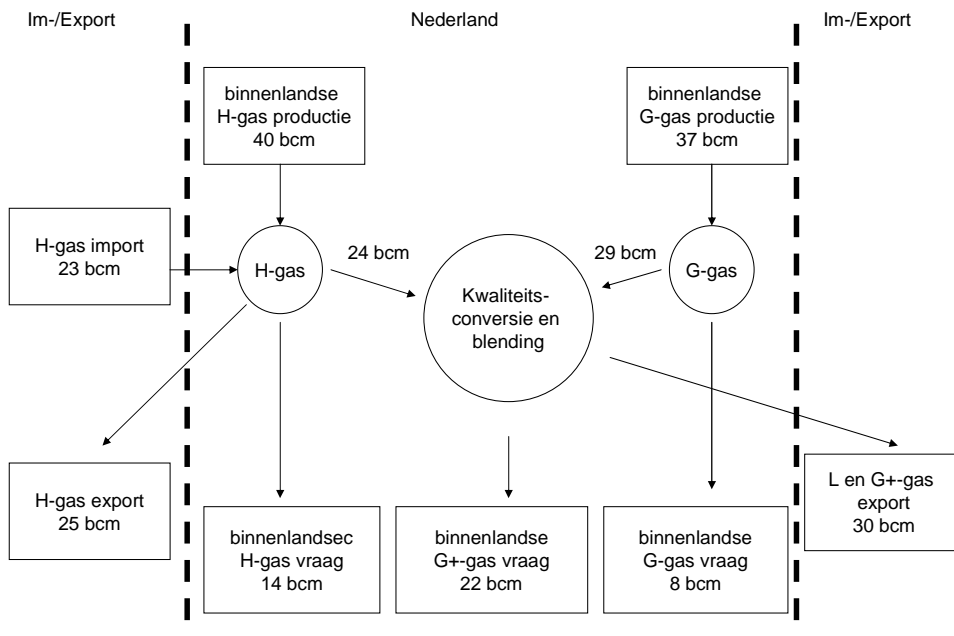 Im-/Export
Nederland
Im-/Export
binnenlandse
H-gas productie
40 bcm
binnenlandse
G-gas productie
37 bcm
H-gas import
23 bcm
H-gas
24 bcm
Kwaliteits-
conversie en
blending
29 bcm
G-gas
H-gas export
25 bcm
binnenlandsec
H-gas vraag
14 bcm
binnenlandse
G+-gas vraag
22 bcm
binnenlandse
G-gas vraag
8 bcm
L en G+-gas
export
30 bcm